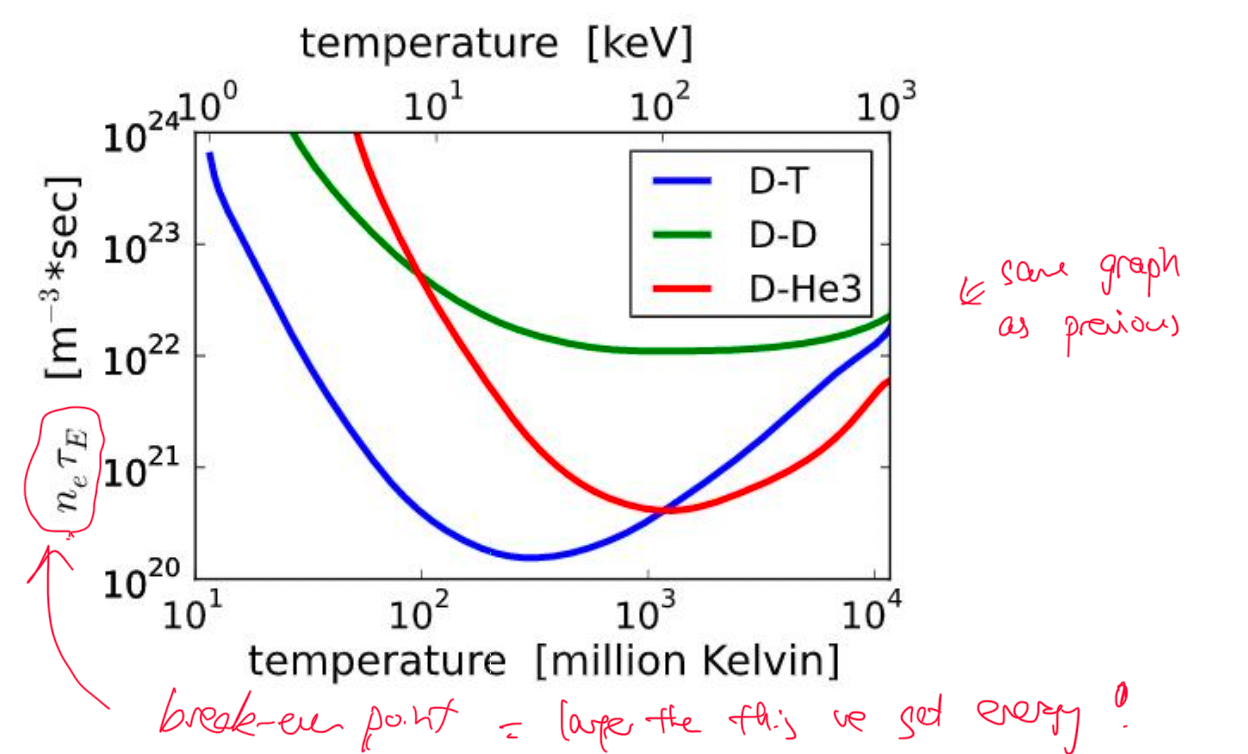 temperature [keV]
10^0 10^1 10^2 10^3
10^24
10^23
10^22
10^21
10^20
n_e τ_E [m^-3*sec]
D-T
D-D
D-He3
10^1 10^2 10^3 10^4
temperature [million Kelvin]
⇐ same graph
as previous
break-even point = larger the this we get energy!